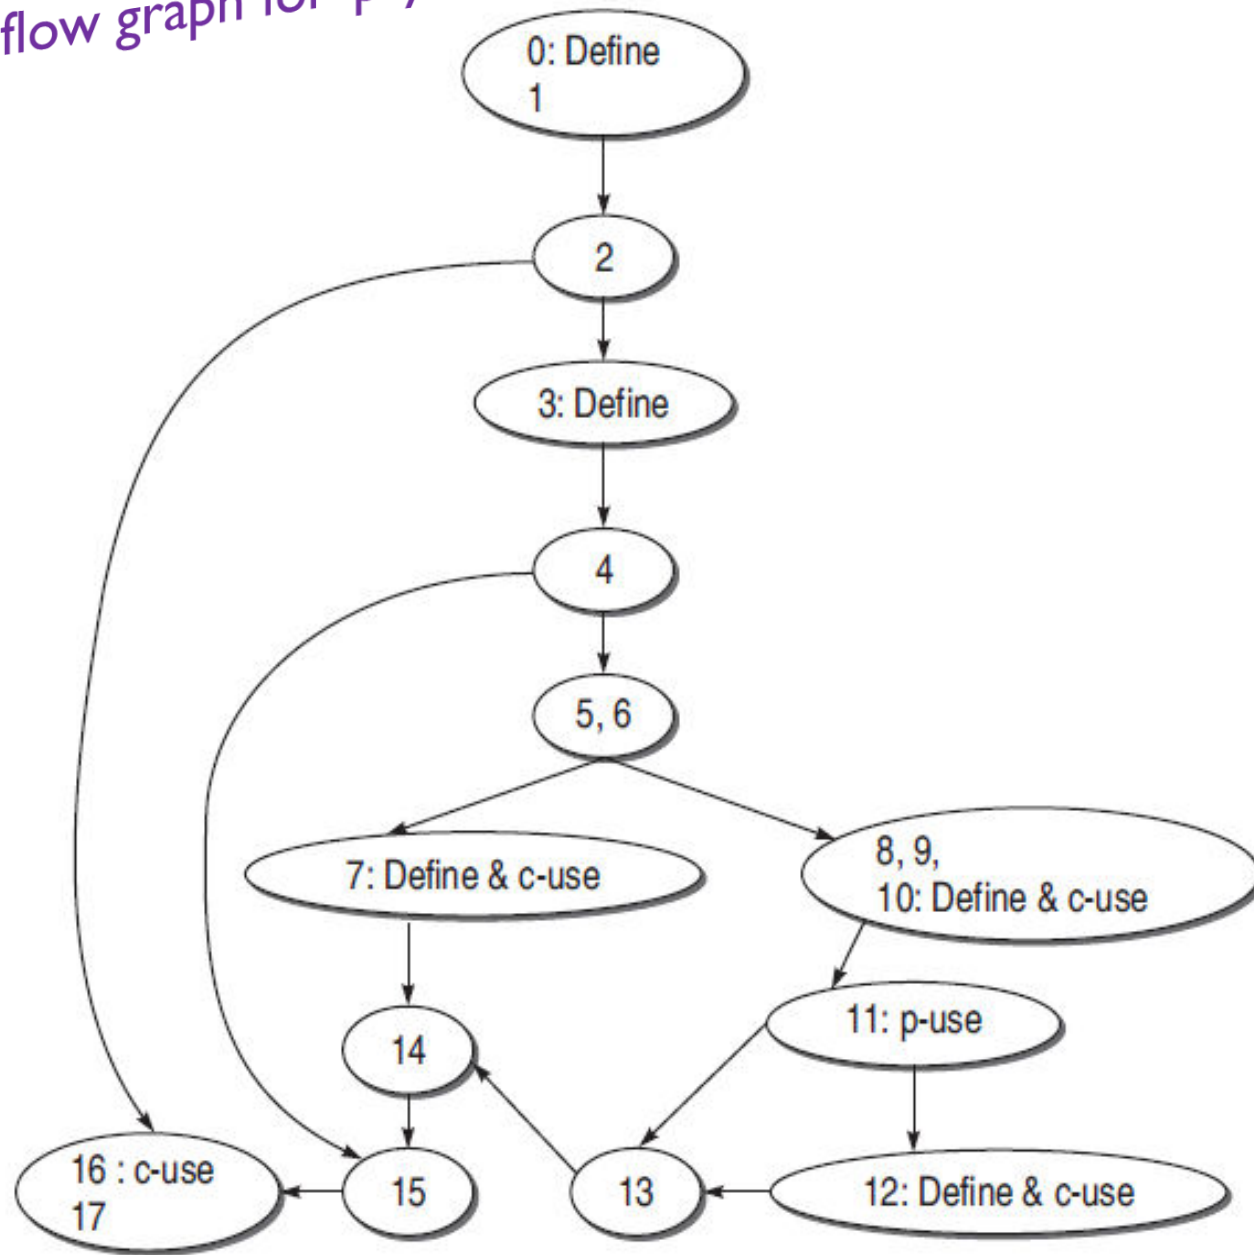 flow graph for
0: Define
1
2
3: Define
4
5, 6
7: Define & c-use
8, 9,
10: Define & c-use
11: p-use
14
16 : c-use
17
15
13
12: Define & c-use